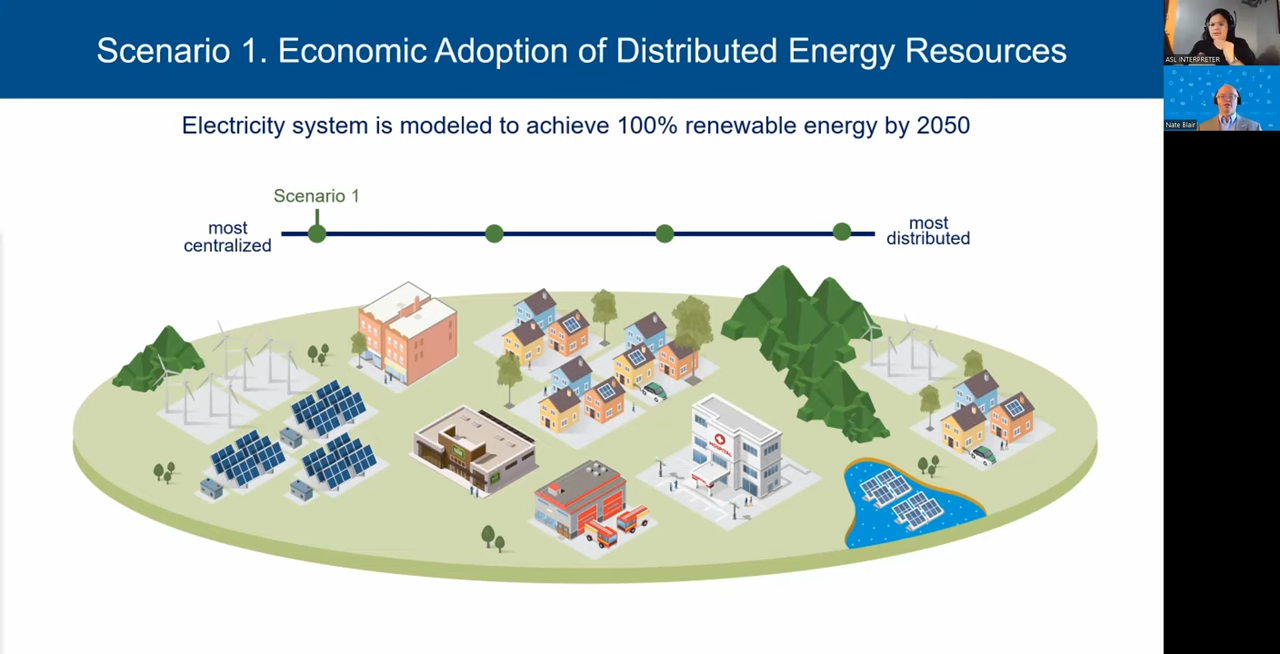 Scenario 1. Economic Adoption of Distributed Energy Resources
Electricity system is modeled to achieve 100% renewable energy by 2050
Scenario 1
most
centralized
most
distributed
HOSPITAL
ASL INTERPRETER
Nate Blair